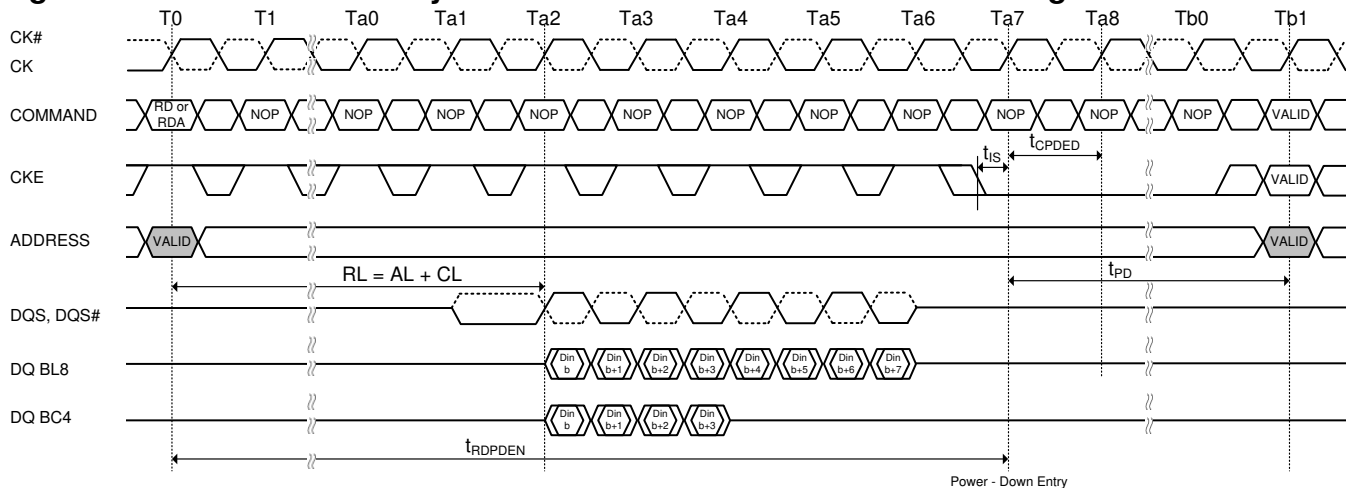 T0 T1 Ta0 Ta1 Ta2 Ta3 Ta4 Ta5 Ta6 Ta7 Ta8 Tb0 Tb1
CK#
CK
COMMAND
RD or RDA NOP NOP NOP NOP NOP NOP NOP NOP NOP NOP NOP VALID
tIS
tCPDED
CKE
VALID
ADDRESS
VALID
VALID
RL = AL + CL
tPD
DQS, DQS#
DQ BL8
Din b Din b+1 Din b+2 Din b+3 Din b+4 Din b+5 Din b+6 Din b+7
DQ BC4
Din b Din b+1 Din b+2 Din b+3
tRDPDEN
Power - Down Entry